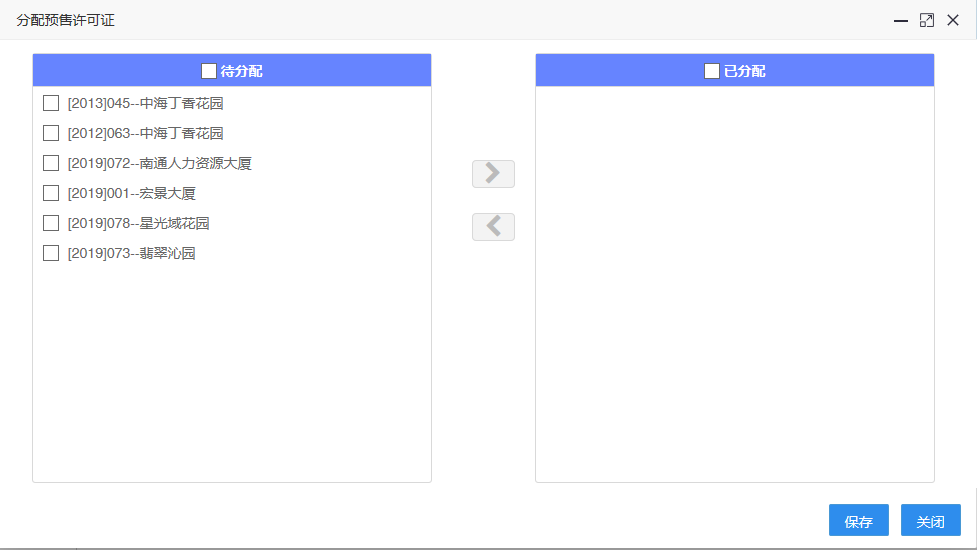 分配预售许可证
待分配
已分配
[2013]045--中海丁香花园
[2012]063--中海丁香花园
[2019]072--南通人力资源大厦
[2019]001--宏景大厦
[2019]078--星光域花园
[2019]073--翡翠沁园
保存
关闭